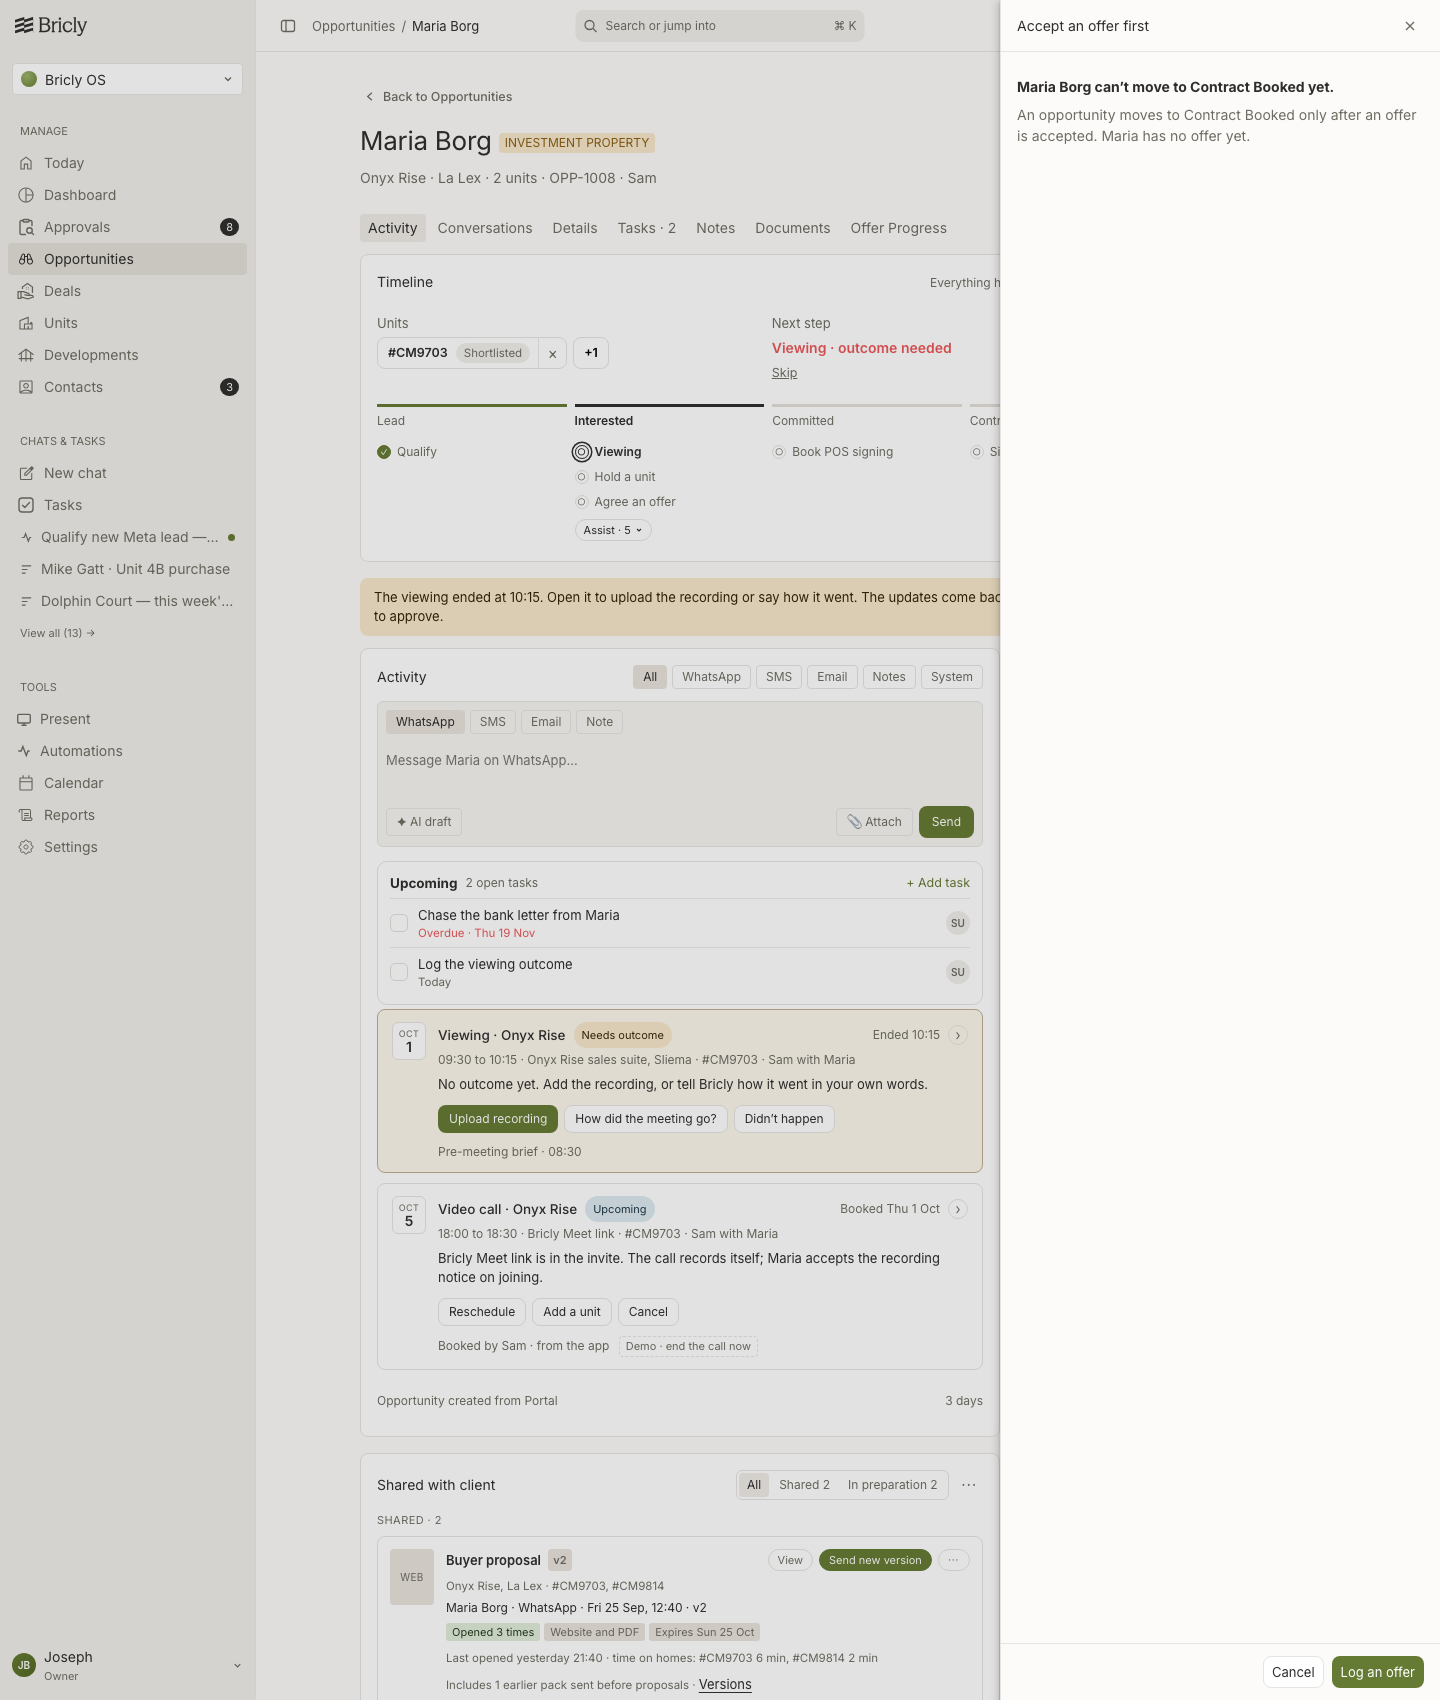 Bricly
Bricly OS
MANAGE
Today
Dashboard
Approvals
8
Opportunities
Deals
Units
Developments
Contacts
3
CHATS & TASKS
New chat
Tasks
Qualify new Meta lead —...
Mike Gatt · Unit 4B purchase
Dolphin Court — this week'...
View all (13) →
TOOLS
Present
Automations
Calendar
Reports
Settings
JB
Joseph
Owner
Opportunities / Maria Borg
Search or jump into
⌘ K
Back to Opportunities
Maria Borg
INVESTMENT PROPERTY
Onyx Rise · La Lex · 2 units · OPP-1008 · Sam
Activity
Conversations
Details
Tasks · 2
Notes
Documents
Offer Progress
Timeline
Everything h
Units
#CM9703
Shortlisted
×
+1
Next step
Viewing · outcome needed
Skip
Lead
Interested
Committed
Contr
Qualify
Viewing
Book POS signing
Si
Hold a unit
Agree an offer
Assist · 5
The viewing ended at 10:15. Open it to upload the recording or say how it went. The updates come bac
to approve.
Activity
All
WhatsApp
SMS
Email
Notes
System
WhatsApp
SMS
Email
Note
Message Maria on WhatsApp...
AI draft
Attach
Send
Upcoming
2 open tasks
+ Add task
Chase the bank letter from Maria
Overdue · Thu 19 Nov
SU
Log the viewing outcome
Today
SU
OCT
1
Viewing · Onyx Rise
Needs outcome
Ended 10:15
09:30 to 10:15 · Onyx Rise sales suite, Sliema · #CM9703 · Sam with Maria
No outcome yet. Add the recording, or tell Bricly how it went in your own words.
Upload recording
How did the meeting go?
Didn’t happen
Pre-meeting brief · 08:30
OCT
5
Video call · Onyx Rise
Upcoming
Booked Thu 1 Oct
18:00 to 18:30 · Bricly Meet link · #CM9703 · Sam with Maria
Bricly Meet link is in the invite. The call records itself; Maria accepts the recording
notice on joining.
Reschedule
Add a unit
Cancel
Booked by Sam · from the app
Demo · end the call now
Opportunity created from Portal
3 days
Shared with client
All
Shared 2
In preparation 2
···
SHARED · 2
WEB
Buyer proposal
v2
View
Send new version
···
Onyx Rise, La Lex · #CM9703, #CM9814
Maria Borg · WhatsApp · Fri 25 Sep, 12:40 · v2
Opened 3 times
Website and PDF
Expires Sun 25 Oct
Last opened yesterday 21:40 · time on homes: #CM9703 6 min, #CM9814 2 min
Includes 1 earlier pack sent before proposals · Versions
Accept an offer first
×
Maria Borg can’t move to Contract Booked yet.
An opportunity moves to Contract Booked only after an offer
is accepted. Maria has no offer yet.
Cancel
Log an offer